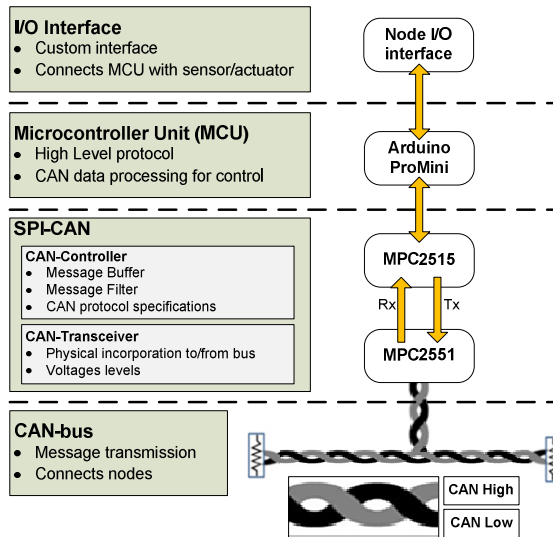 I/O Interface
• Custom interface
• Connects MCU with sensor/actuator
Node I/O
interface
Microcontroller Unit (MCU)
• High Level protocol
• CAN data processing for control
Arduino
ProMini
SPI-CAN
CAN-Controller
• Message Buffer
• Message Filter
• CAN protocol specifications
CAN-Transceiver
• Physical incorporation to/from bus
• Voltages levels
MPC2515
Rx
Tx
MPC2551
CAN-bus
• Message transmission
• Connects nodes
CAN High
CAN Low